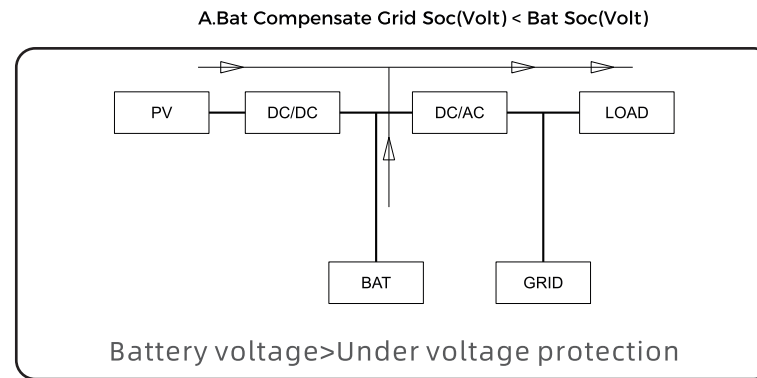 A.Bat Compensate Grid Soc(Volt) < Bat Soc(Volt)
PV
DC/DC
DC/AC
LOAD
BAT
GRID
Battery voltage>Under voltage protection